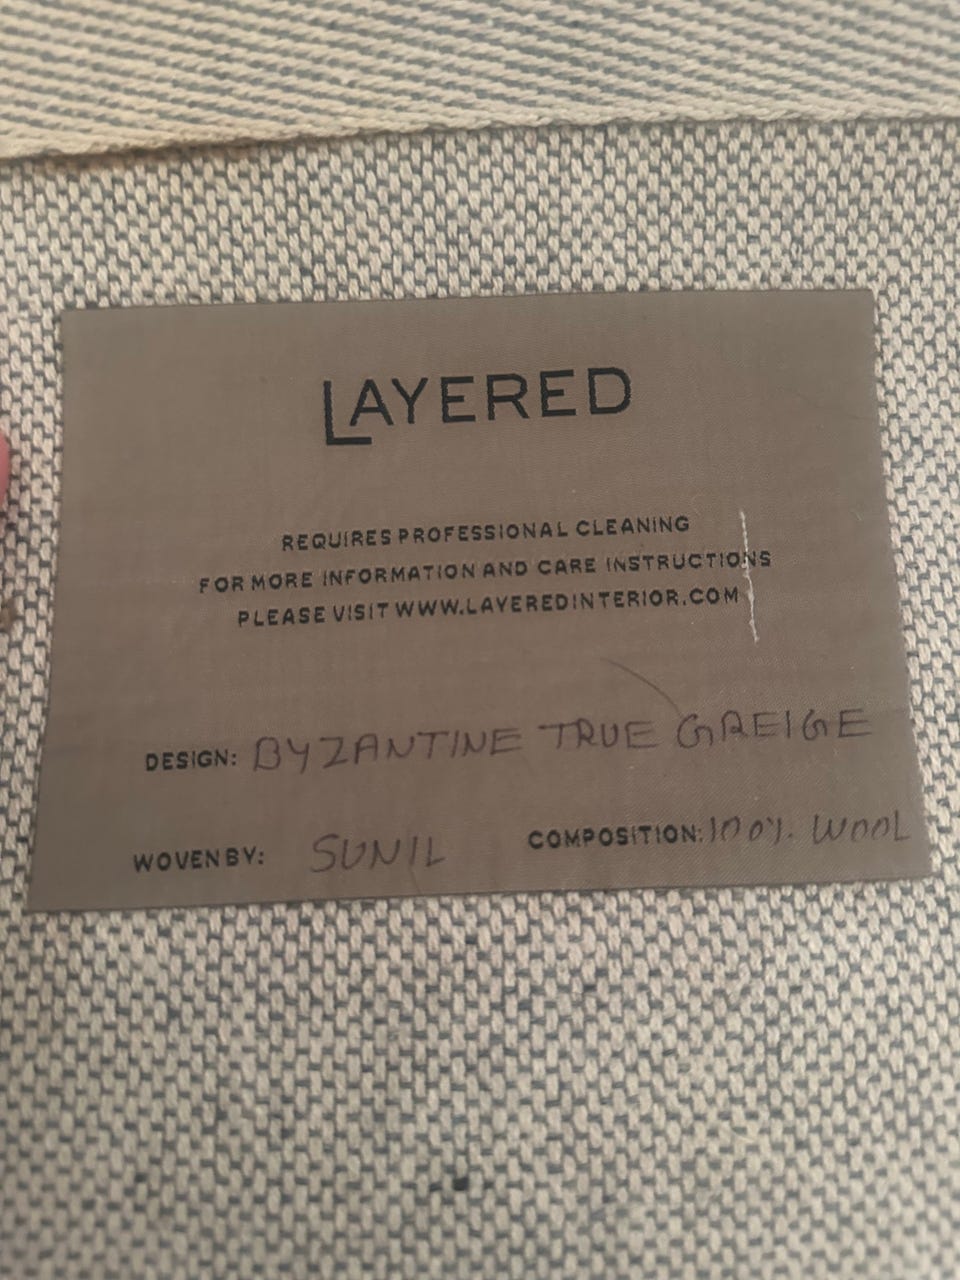 LAYERED
REQUIRES PROFESSIONAL CLEANING
FOR MORE INFORMATION AND CARE INSTRUCTIONS
PLEASE VISIT WWW.LAYEREDINTERIOR.COM
DESIGN: BYZANTINE TRUE GREIGE
WOVEN BY: SUNIL COMPOSITION: 100% WOOL